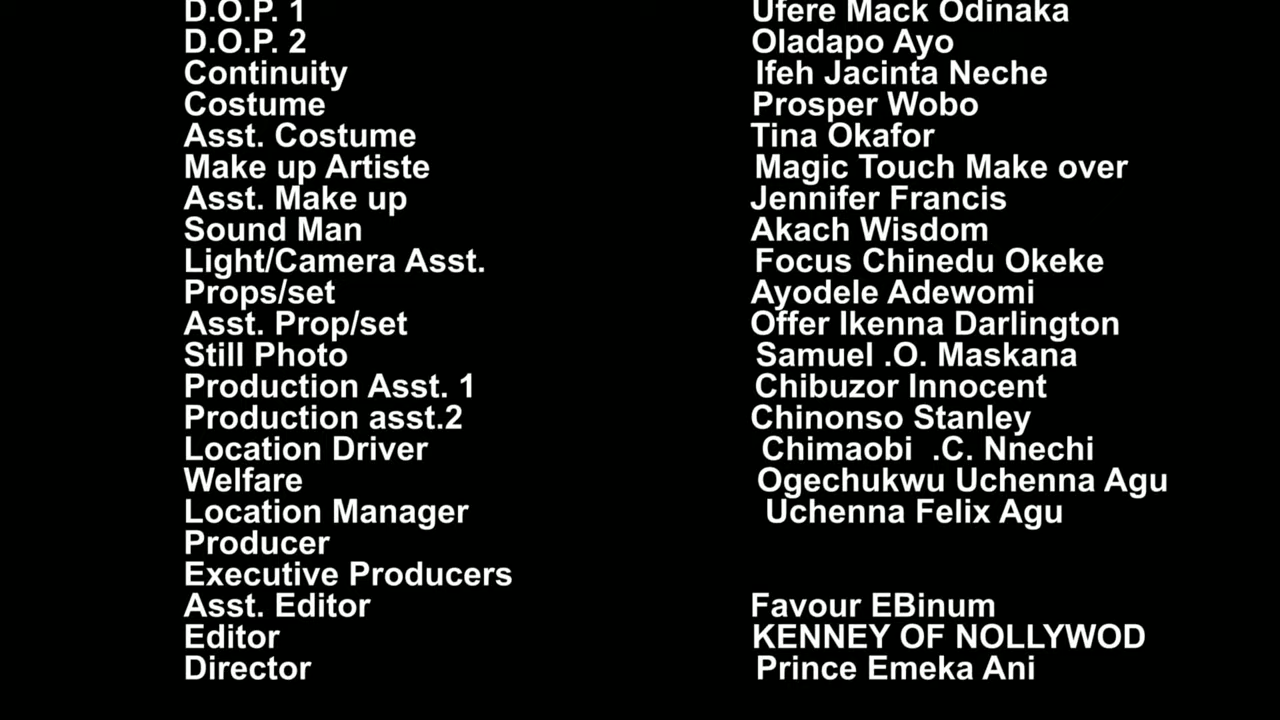 D.O.P. 1 Ufere Mack Odinaka
D.O.P. 2 Oladapo Ayo
Continuity Ifeh Jacinta Neche
Costume Prosper Wobo
Asst. Costume Tina Okafor
Make up Artiste Magic Touch Make over
Asst. Make up Jennifer Francis
Sound Man Akach Wisdom
Light/Camera Asst. Focus Chinedu Okeke
Props/set Ayodele Adewomi
Asst. Prop/set Offer Ikenna Darlington
Still Photo Samuel .O. Maskana
Production Asst. 1 Chibuzor Innocent
Production asst.2 Chinonso Stanley
Location Driver Chimaobi .C. Nnechi
Welfare Ogechukwu Uchenna Agu
Location Manager Uchenna Felix Agu
Producer
Executive Producers
Asst. Editor Favour EBinum
Editor KENNEY OF NOLLYWOD
Director Prince Emeka Ani